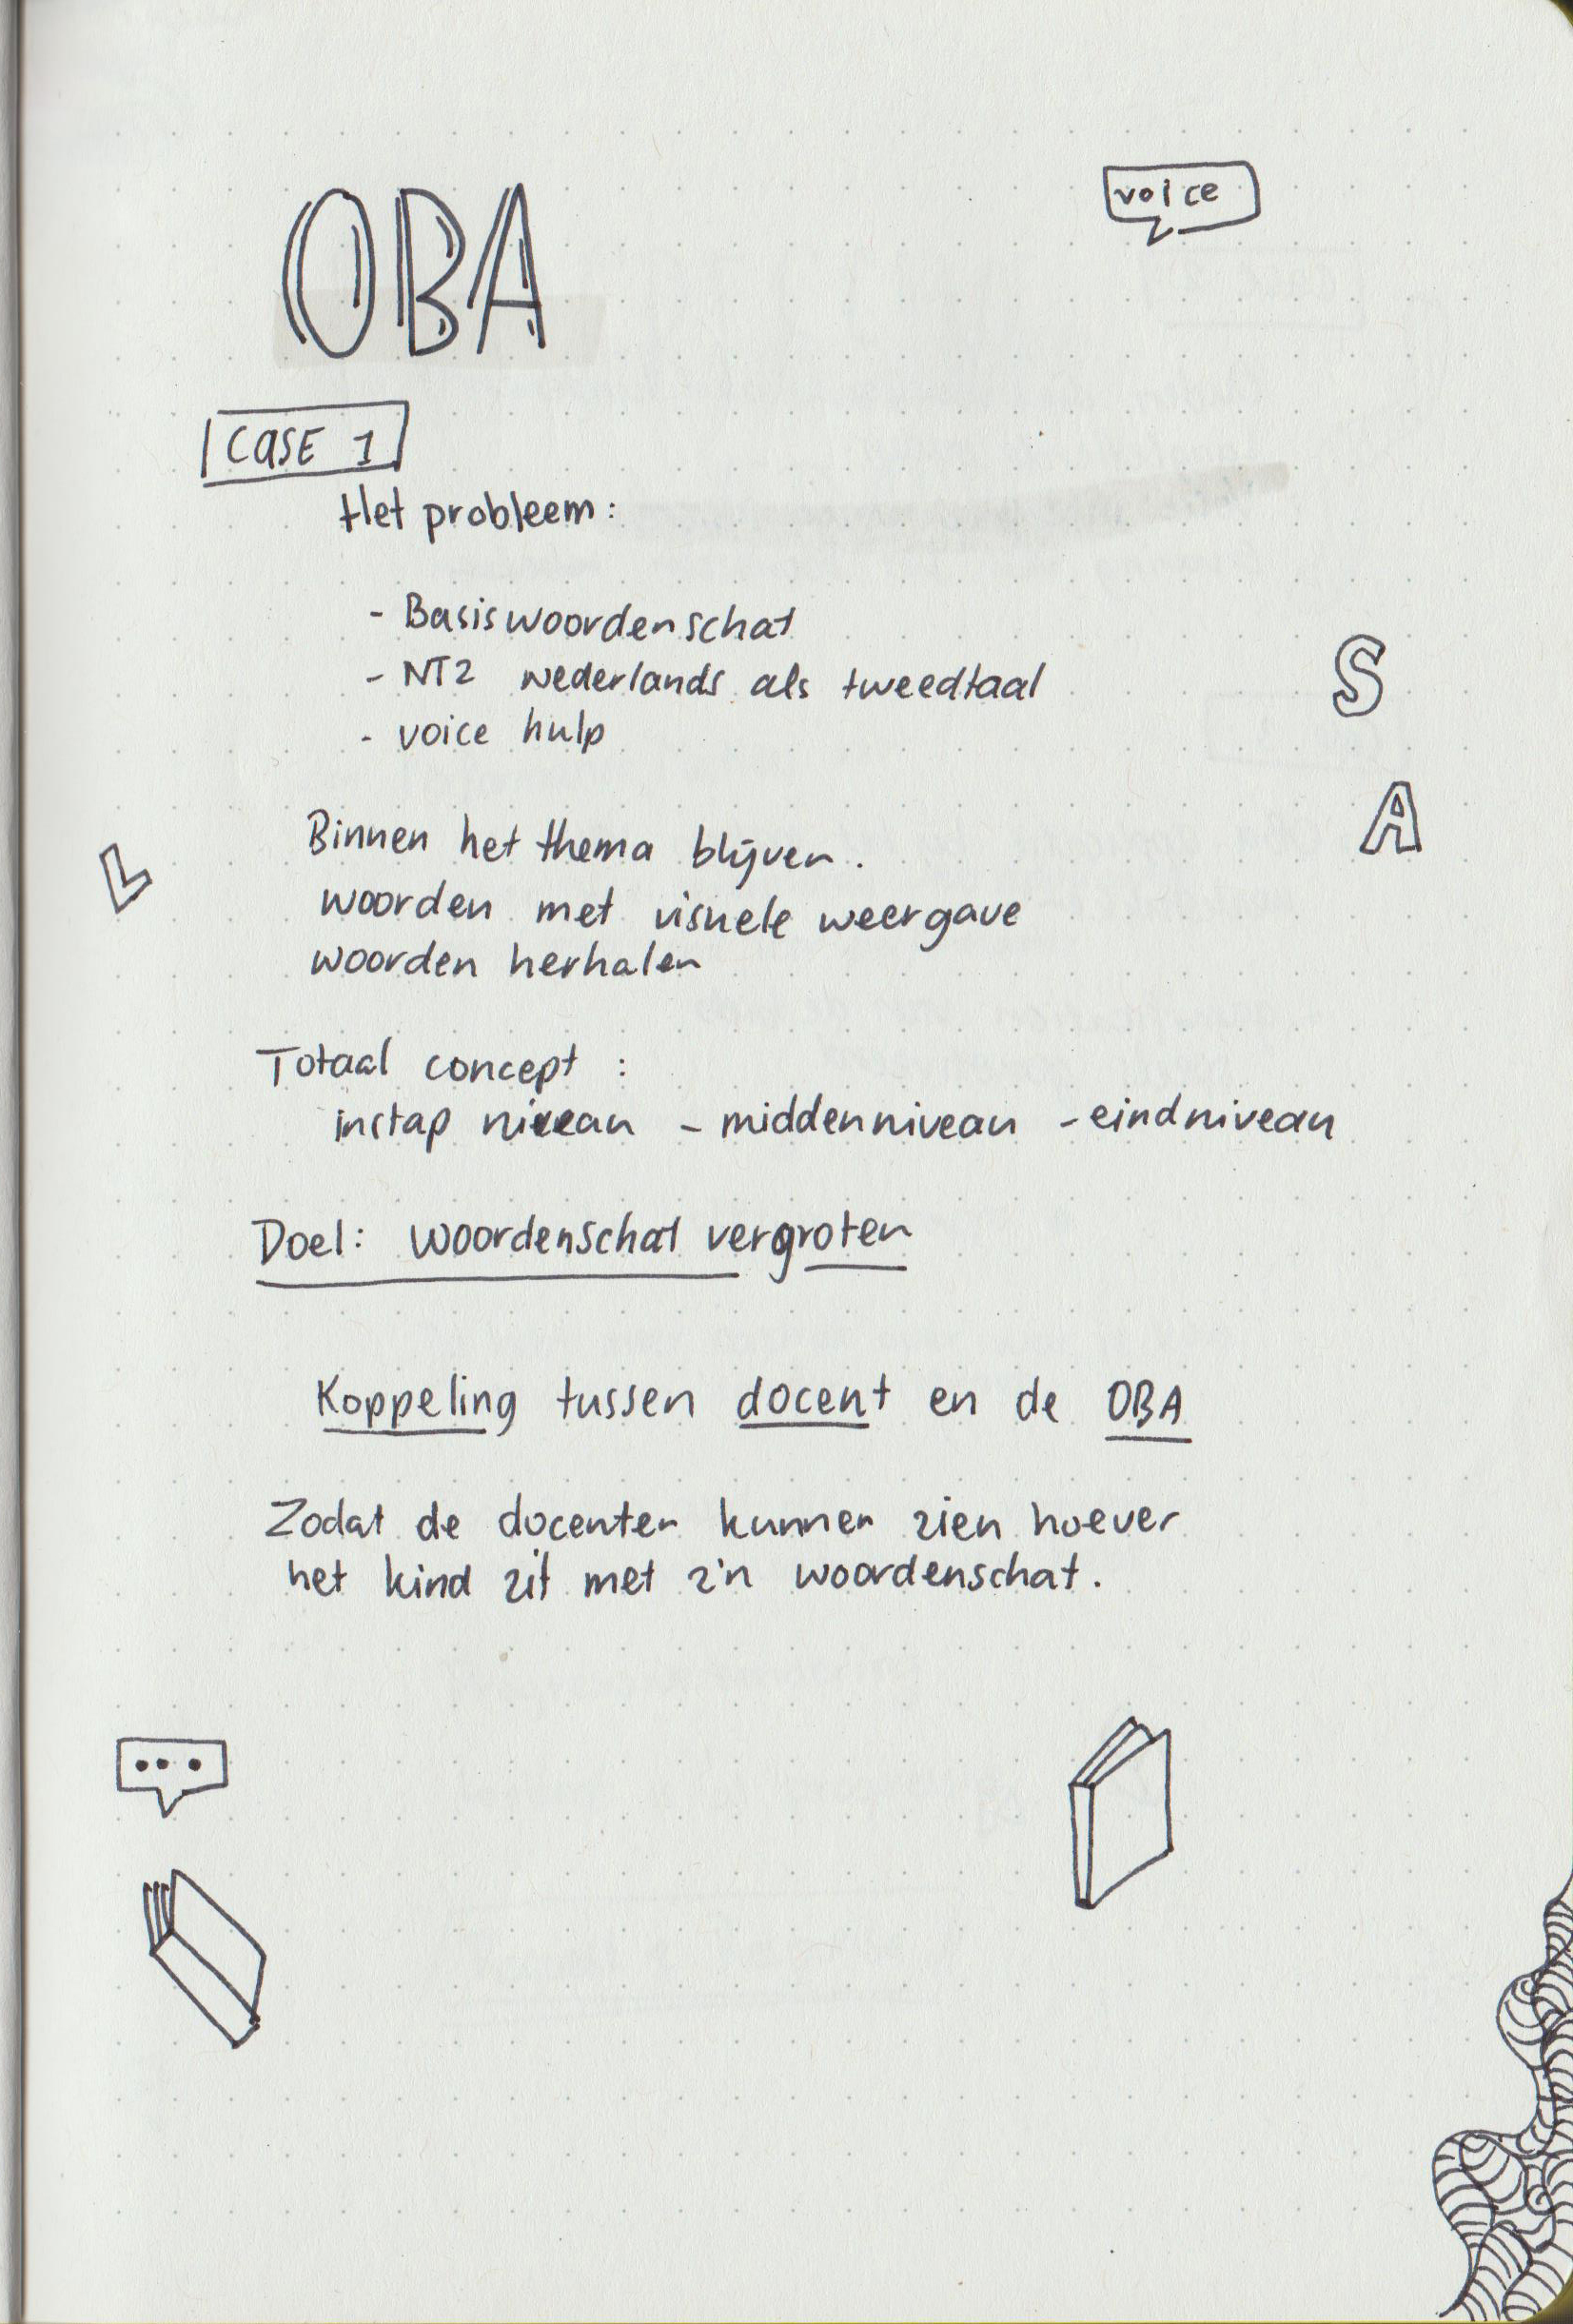 OBA
voice
CASE 1
Het probleem:
- Basiswoordenschat
- NT2 Nederlands als tweedtaal
- voice hulp
S
A
L
Binnen het thema blijven.
woorden met visuele weergave
woorden herhalen
Totaal concept :
instap niveau - middenniveau - eindniveau
Doel: Woordenschat vergroten
Koppeling tussen docent en de OBA
Zodat de docenten kunnen zien hoever
het kind zit met z'n woordenschat.